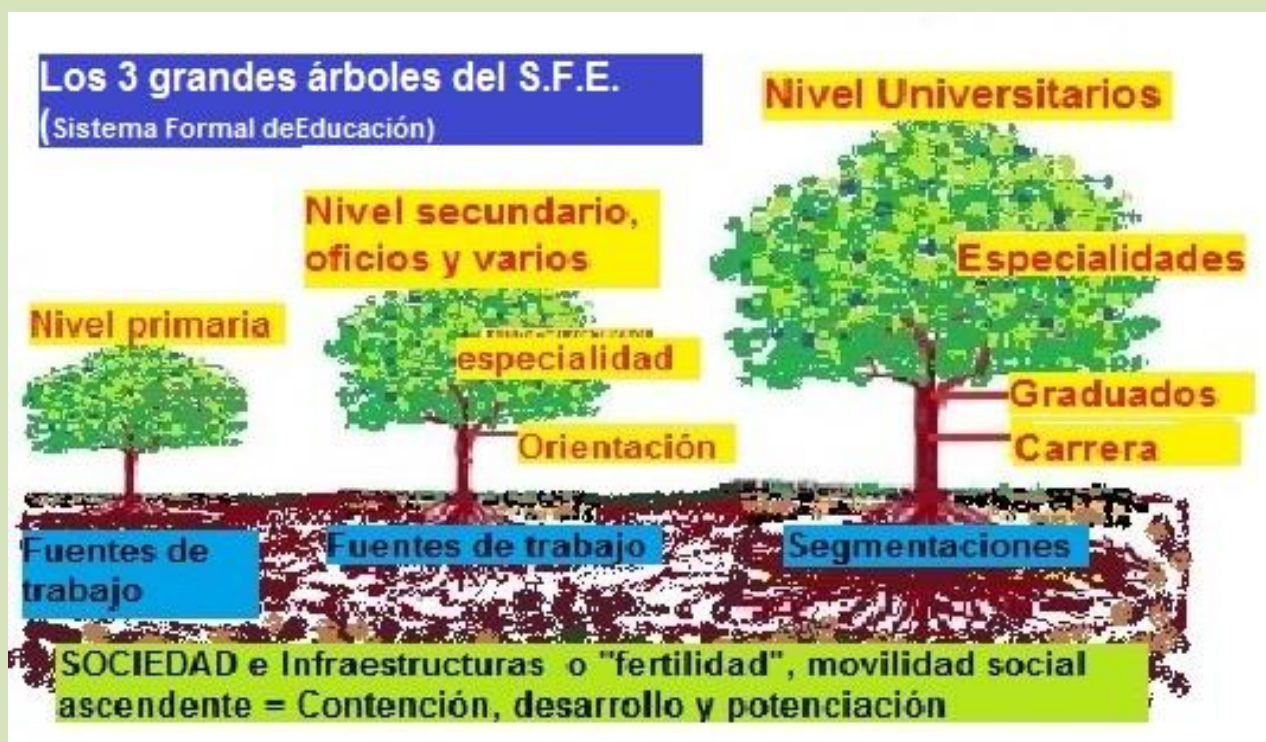 Los 3 grandes árboles del S.F.E.
(Sistema Formal deEducación)
Nivel Universitarios
Nivel secundario,
oficios y varios
Especialidades
Nivel primaria
especialidad
Graduados
Orientación
Carrera
Fuentes de
trabajo
Fuentes de trabajo
Segmentaciones
SOCIEDAD e Infraestructuras o "fertilidad", movilidad social
ascendente = Contención, desarrollo y potenciación